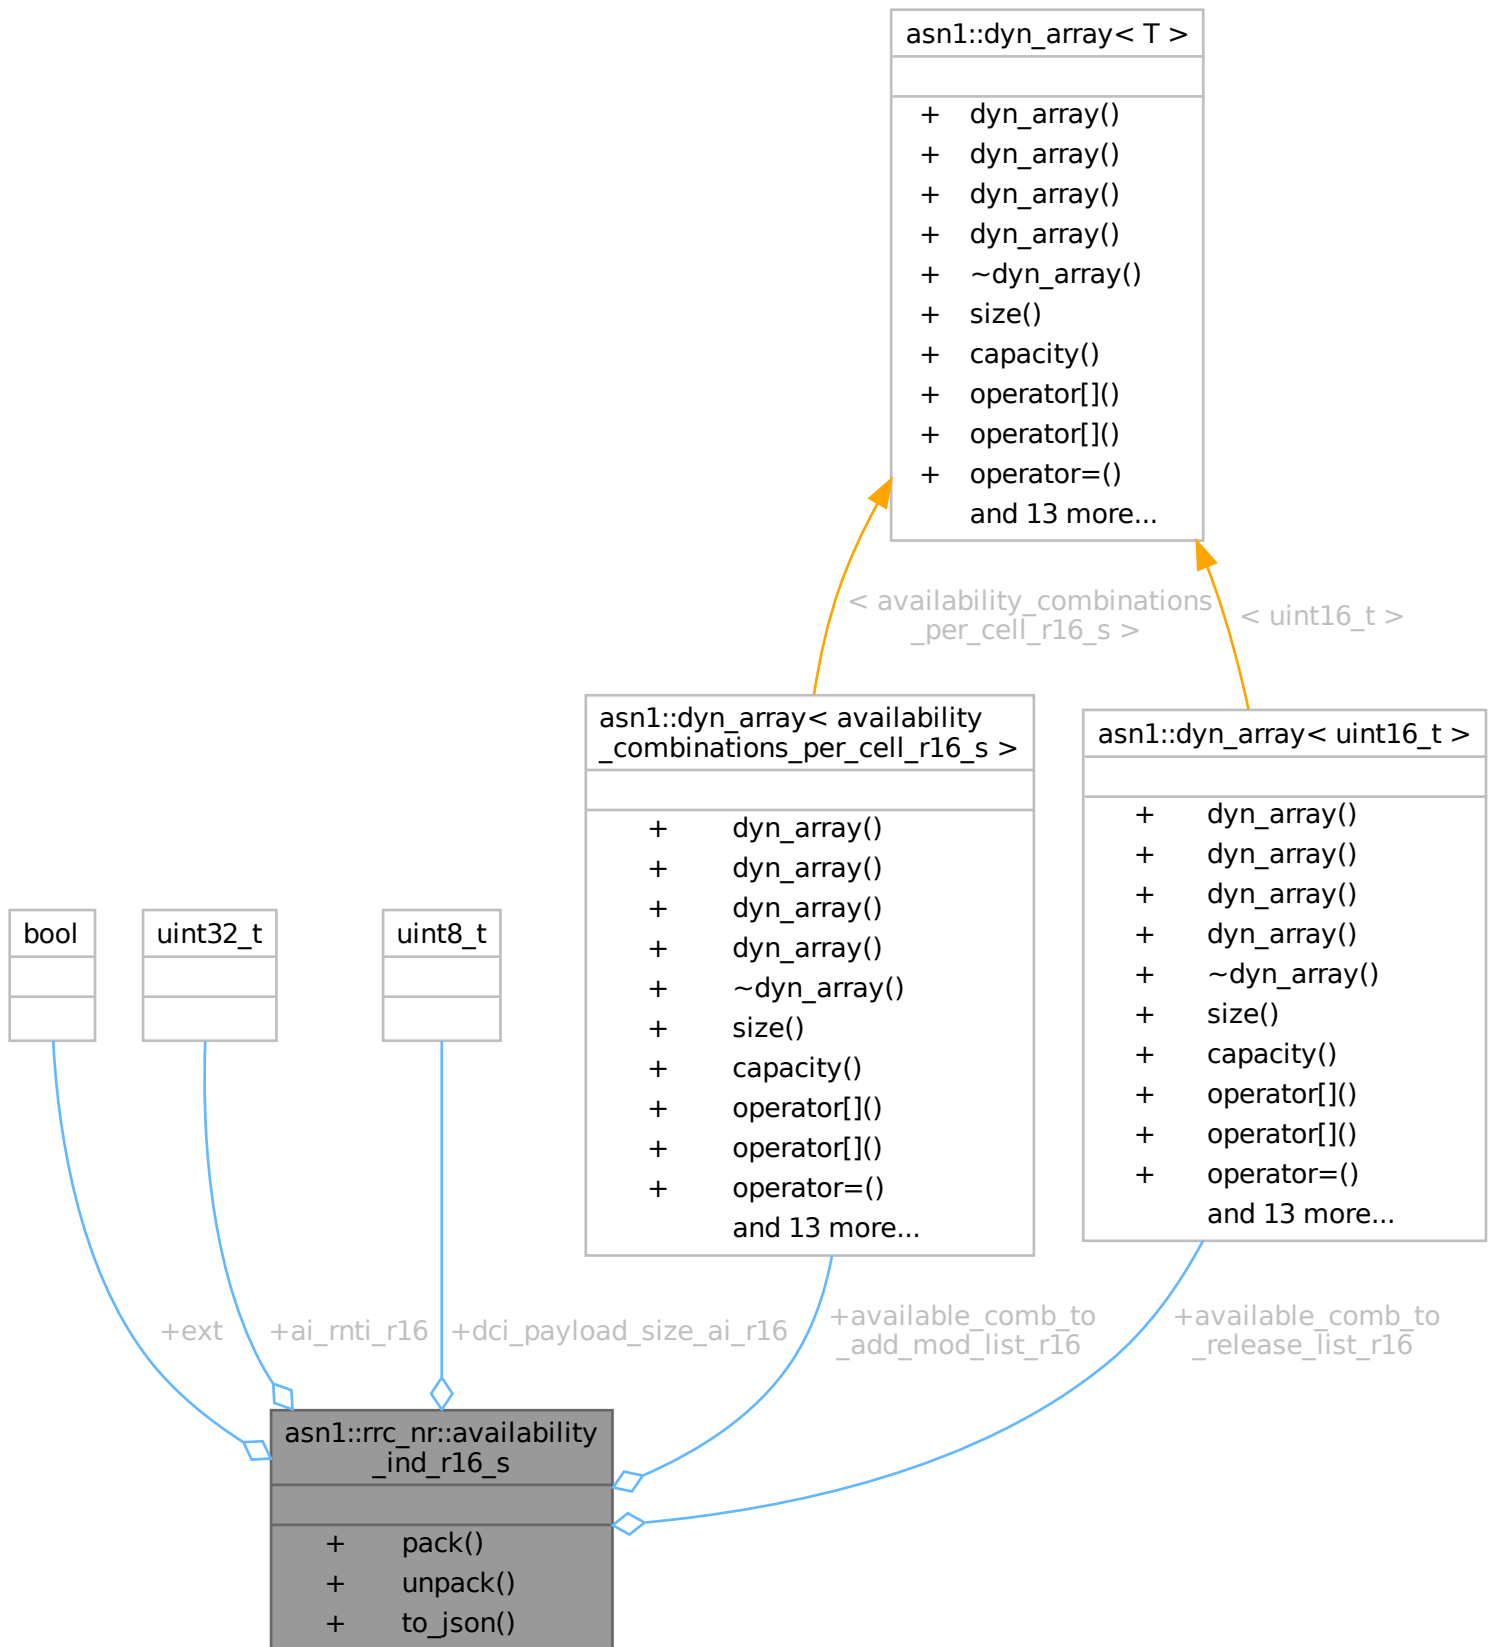 asn1::dyn_array< T >
+ dyn_array()
+ dyn_array()
+ dyn_array()
+ dyn_array()
+ ~dyn_array()
+ size()
+ capacity()
+ operator[]()
+ operator[]()
+ operator=()
and 13 more...
< availability_combinations
_per_cell_r16_s >
< uint16_t >
asn1::dyn_array< availability
_combinations_per_cell_r16_s >
+ dyn_array()
+ dyn_array()
+ dyn_array()
+ dyn_array()
+ ~dyn_array()
+ size()
+ capacity()
+ operator[]()
+ operator[]()
+ operator=()
and 13 more...
asn1::dyn_array< uint16_t >
+ dyn_array()
+ dyn_array()
+ dyn_array()
+ dyn_array()
+ ~dyn_array()
+ size()
+ capacity()
+ operator[]()
+ operator[]()
+ operator=()
and 13 more...
bool
uint32_t
uint8_t
+ext
+ai_rnti_r16
+dci_payload_size_ai_r16
+available_comb_to
_add_mod_list_r16
+available_comb_to
_release_list_r16
asn1::rrc_nr::availability
_ind_r16_s
+ pack()
+ unpack()
+ to_json()